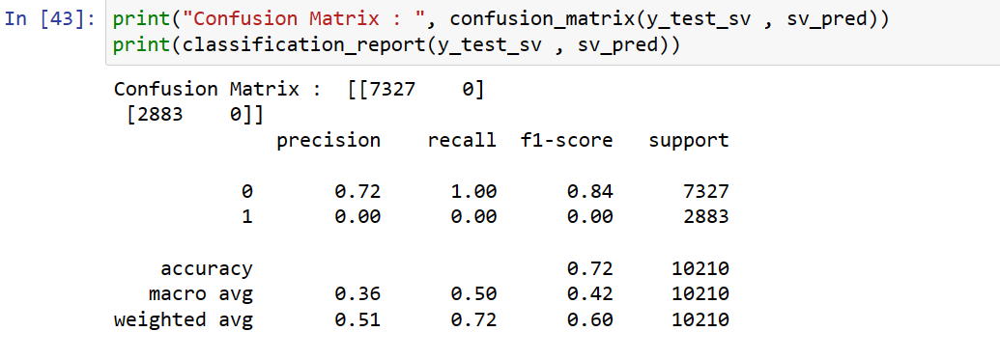 In [43]: print("Confusion Matrix : ", confusion_matrix(y_test_sv , sv_pred))
print(classification_report(y_test_sv , sv_pred))
Confusion Matrix :  [[7327    0]
 [2883    0]]
              precision    recall  f1-score   support
           0       0.72      1.00      0.84      7327
           1       0.00      0.00      0.00      2883
    accuracy                           0.72     10210
   macro avg       0.36      0.50      0.42     10210
weighted avg       0.51      0.72      0.60     10210